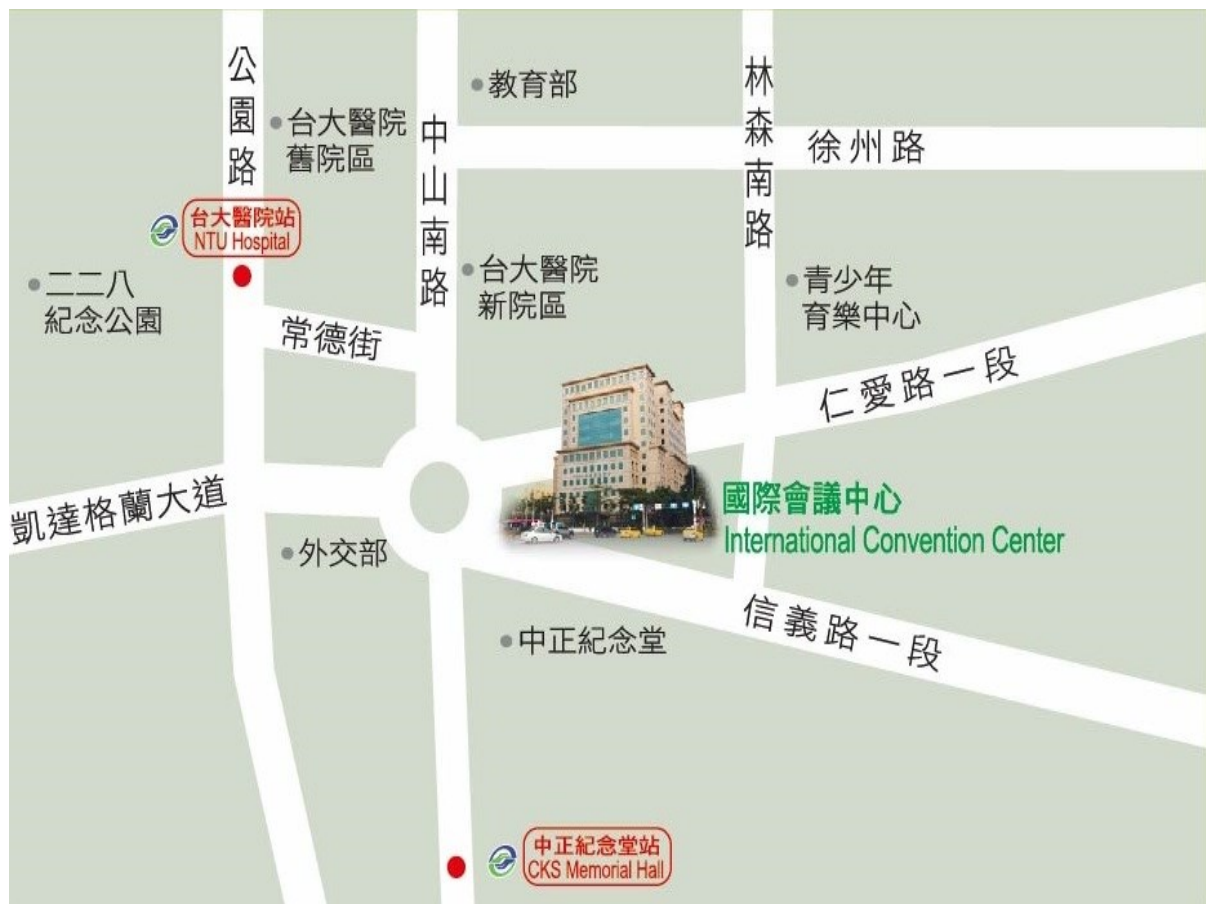 公園路
台大醫院
舊院區
中山南路
教育部
林森南路
徐州路
台大醫院站
NTU Hospital
二二八
紀念公園
常德街
台大醫院
新院區
青少年
育樂中心
仁愛路一段
凱達格蘭大道
外交部
國際會議中心
International Convention Center
信義路一段
中正紀念堂
中正紀念堂站
CKS Memorial Hall